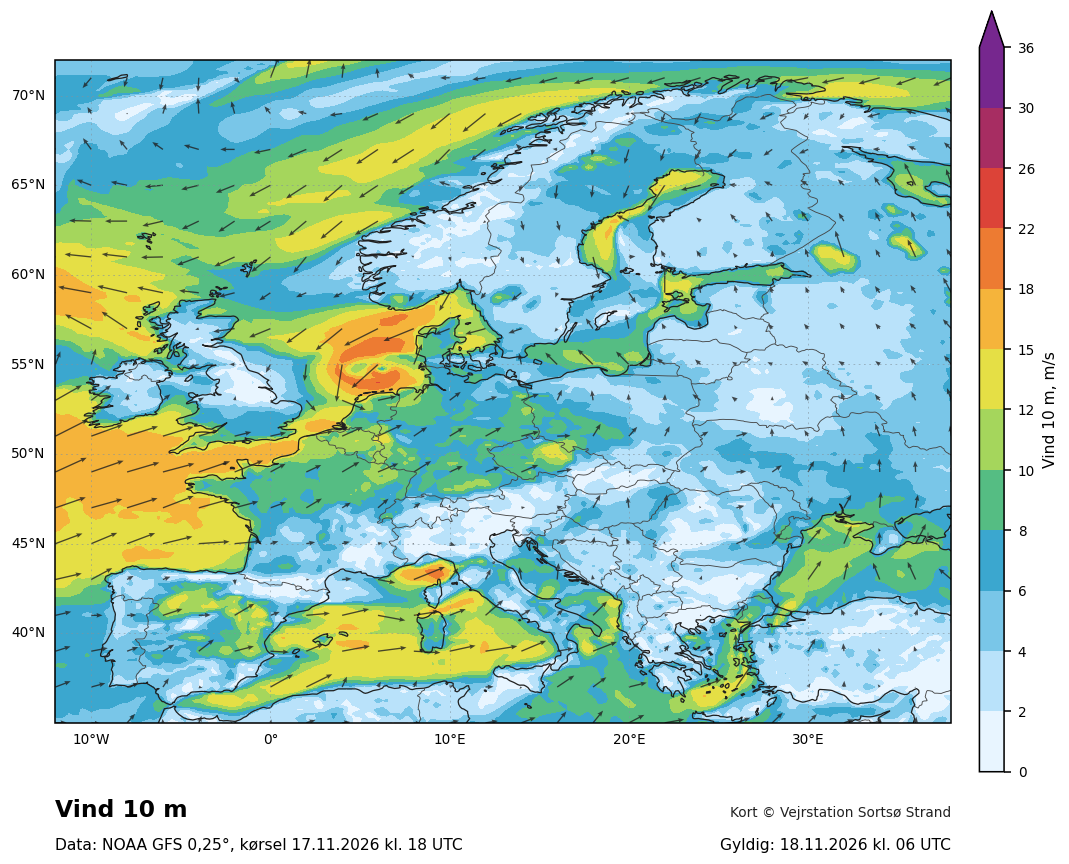 36
30
26
22
18
15
12
10
8
6
4
2
0
Vind 10 m, m/s
70°N
65°N
60°N
55°N
50°N
45°N
40°N
10°W
0°
10°E
20°E
30°E
Vind 10 m
Kort © Vejrstation Sortsø Strand
Data: NOAA GFS 0,25°, kørsel 17.11.2026 kl. 18 UTC
Gyldig: 18.11.2026 kl. 06 UTC